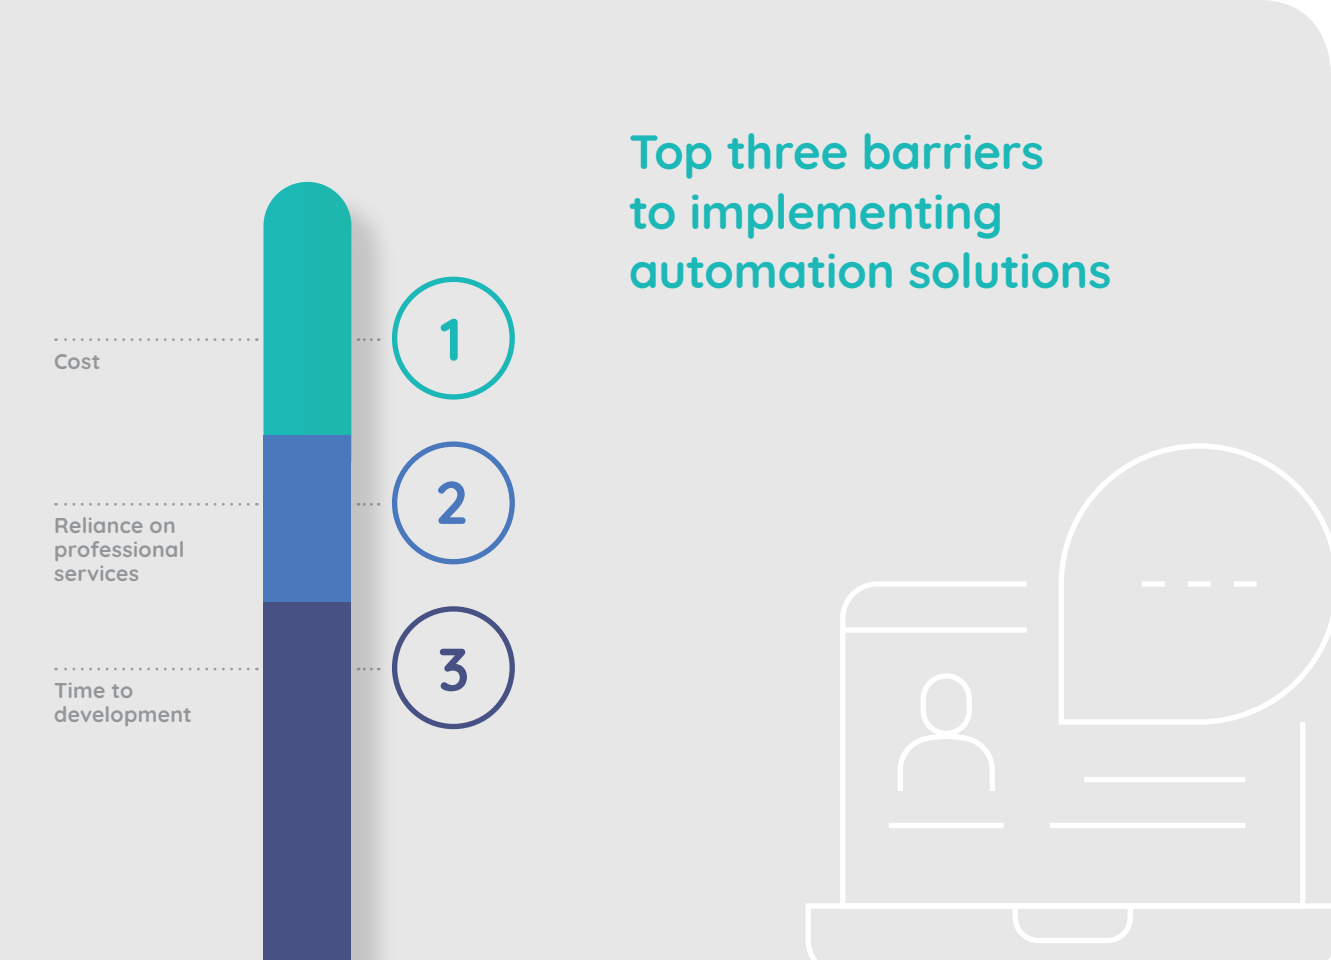 Top three barriers
to implementing
automation solutions
1
Cost
2
Reliance on
professional
services
3
Time to
development